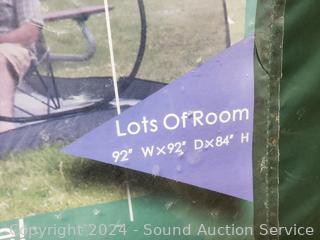 Lots Of Room
92" W×92" D×84" H
Copyright 2024 - Sound Auction Service